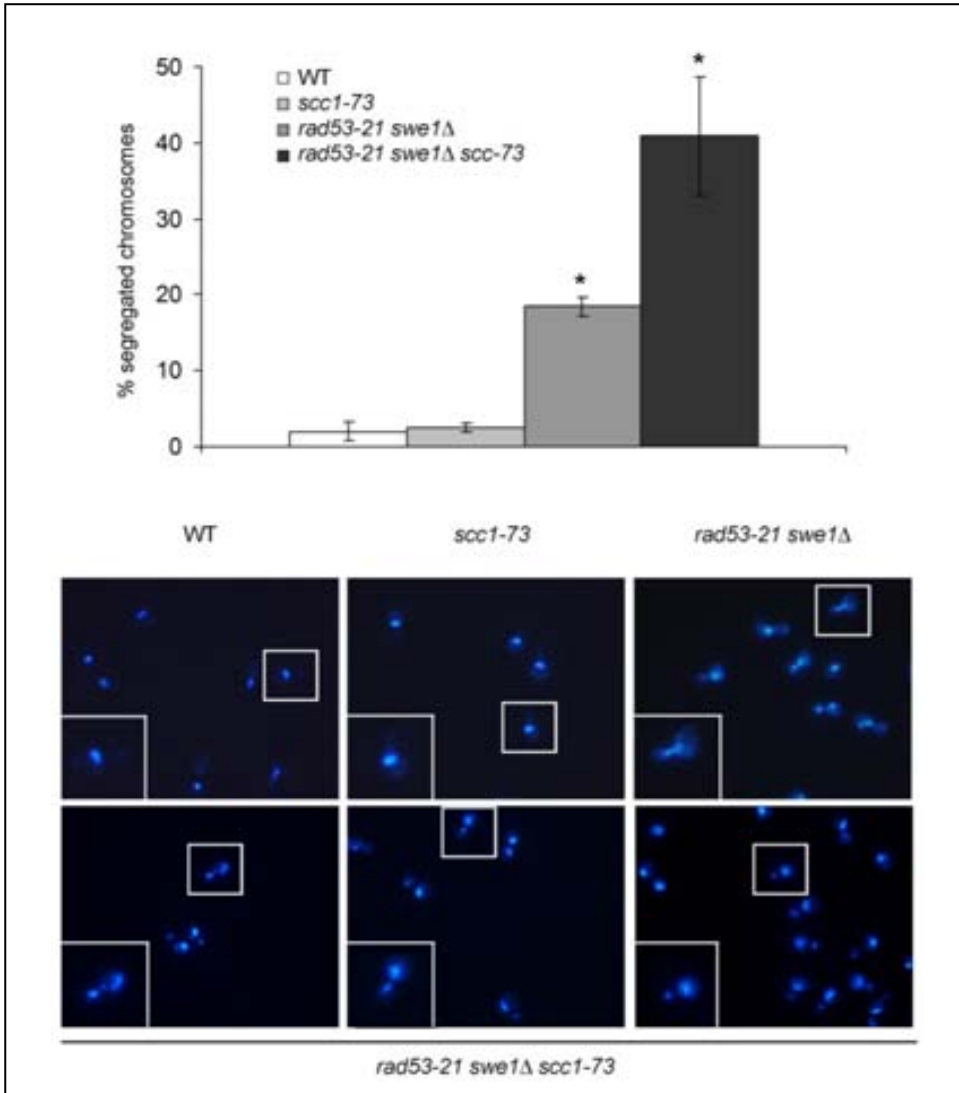 50
40
30
20
10
0
% segregated chromosomes
WT
scc1-73
rad53-21 swe1Δ
rad53-21 swe1Δ scc-73
*
*
WT scc1-73 rad53-21 swe1Δ
rad53-21 swe1Δ scc1-73